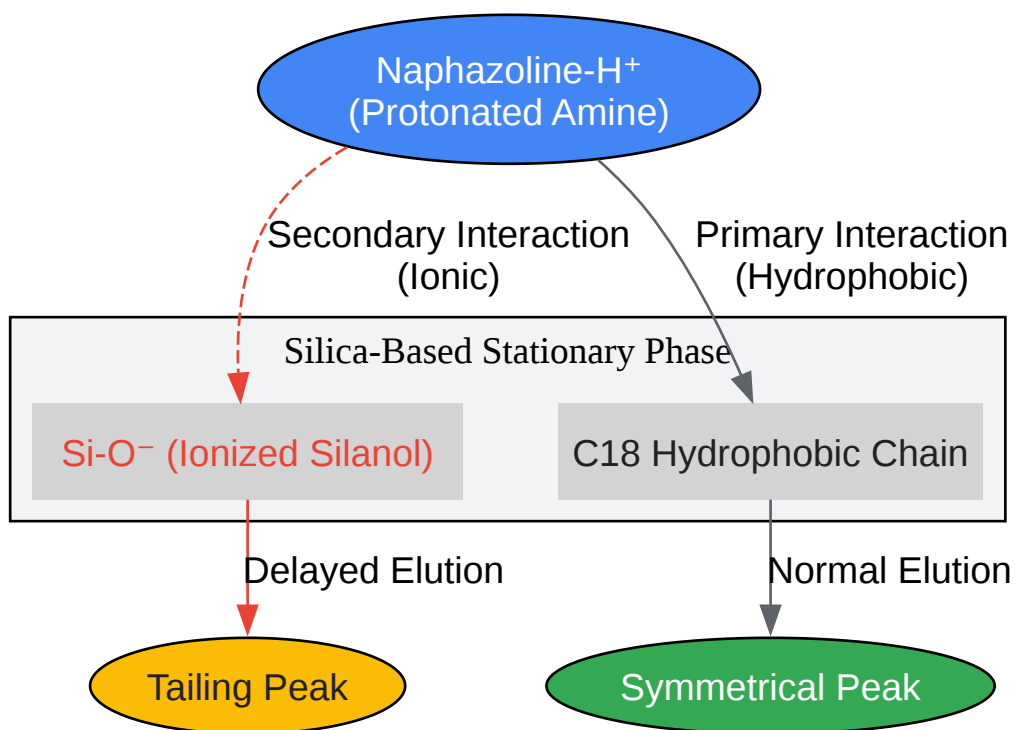 Naphazoline-H⁺
(Protonated Amine)
Secondary Interaction
(Ionic)
Primary Interaction
(Hydrophobic)
Silica-Based Stationary Phase
Si-O⁻ (Ionized Silanol)
C18 Hydrophobic Chain
Delayed Elution
Normal Elution
Tailing Peak
Symmetrical Peak